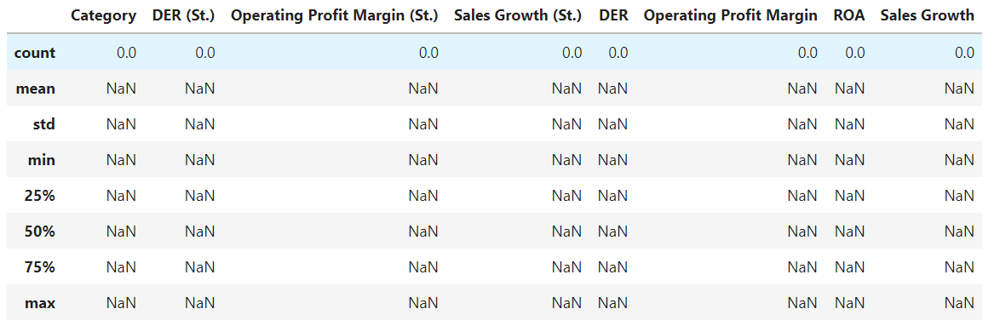 Category DER (St.) Operating Profit Margin (St.) Sales Growth (St.) DER Operating Profit Margin ROA Sales Growth
count 0.0 0.0 0.0 0.0 0.0 0.0 0.0 0.0
mean NaN NaN NaN NaN NaN NaN NaN NaN
std NaN NaN NaN NaN NaN NaN NaN NaN
min NaN NaN NaN NaN NaN NaN NaN NaN
25% NaN NaN NaN NaN NaN NaN NaN NaN
50% NaN NaN NaN NaN NaN NaN NaN NaN
75% NaN NaN NaN NaN NaN NaN NaN NaN
max NaN NaN NaN NaN NaN NaN NaN NaN